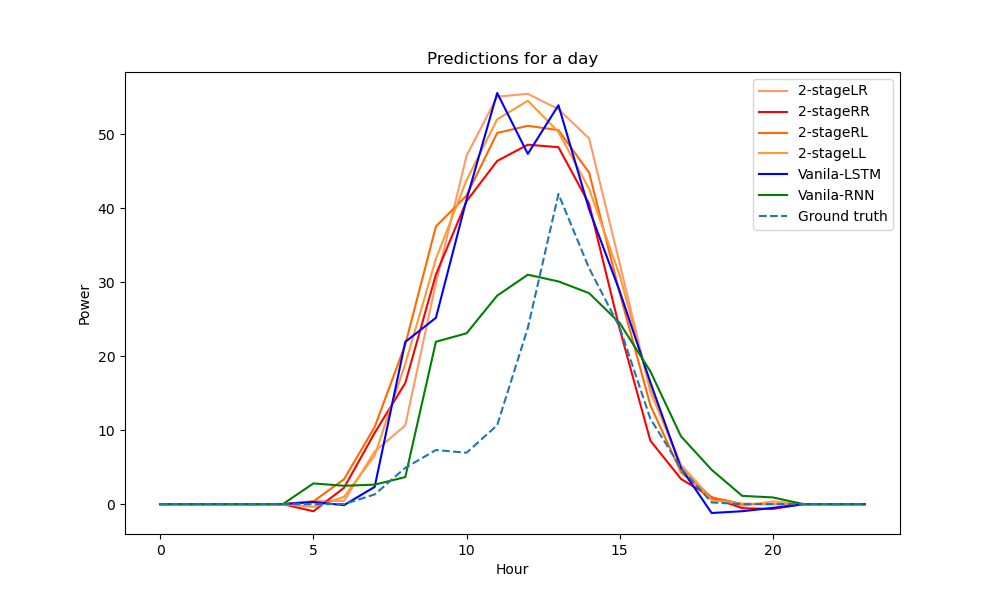 Predictions for a day
2-stageLR
2-stageRR
2-stageRL
2-stageLL
Vanila-LSTM
Vanila-RNN
Ground truth
Power
50
40
30
20
10
0
0 5 10 15 20
Hour